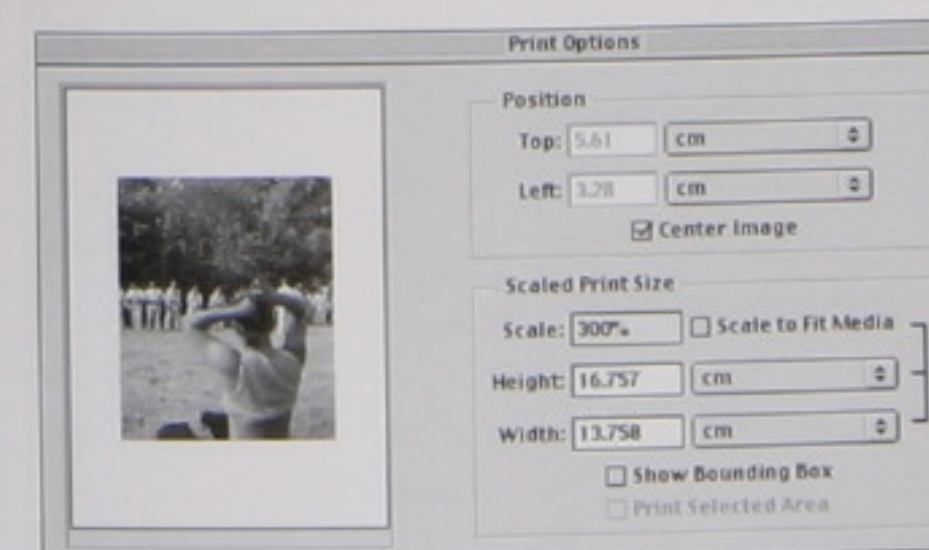 Print Options
Position
Top: 5.61 cm
Left: 3.28 cm
Center Image
Scaled Print Size
Scale: 300% Scale to Fit Media
Height: 16.757 cm
Width: 13.758 cm
Show Bounding Box
Print Selected Area